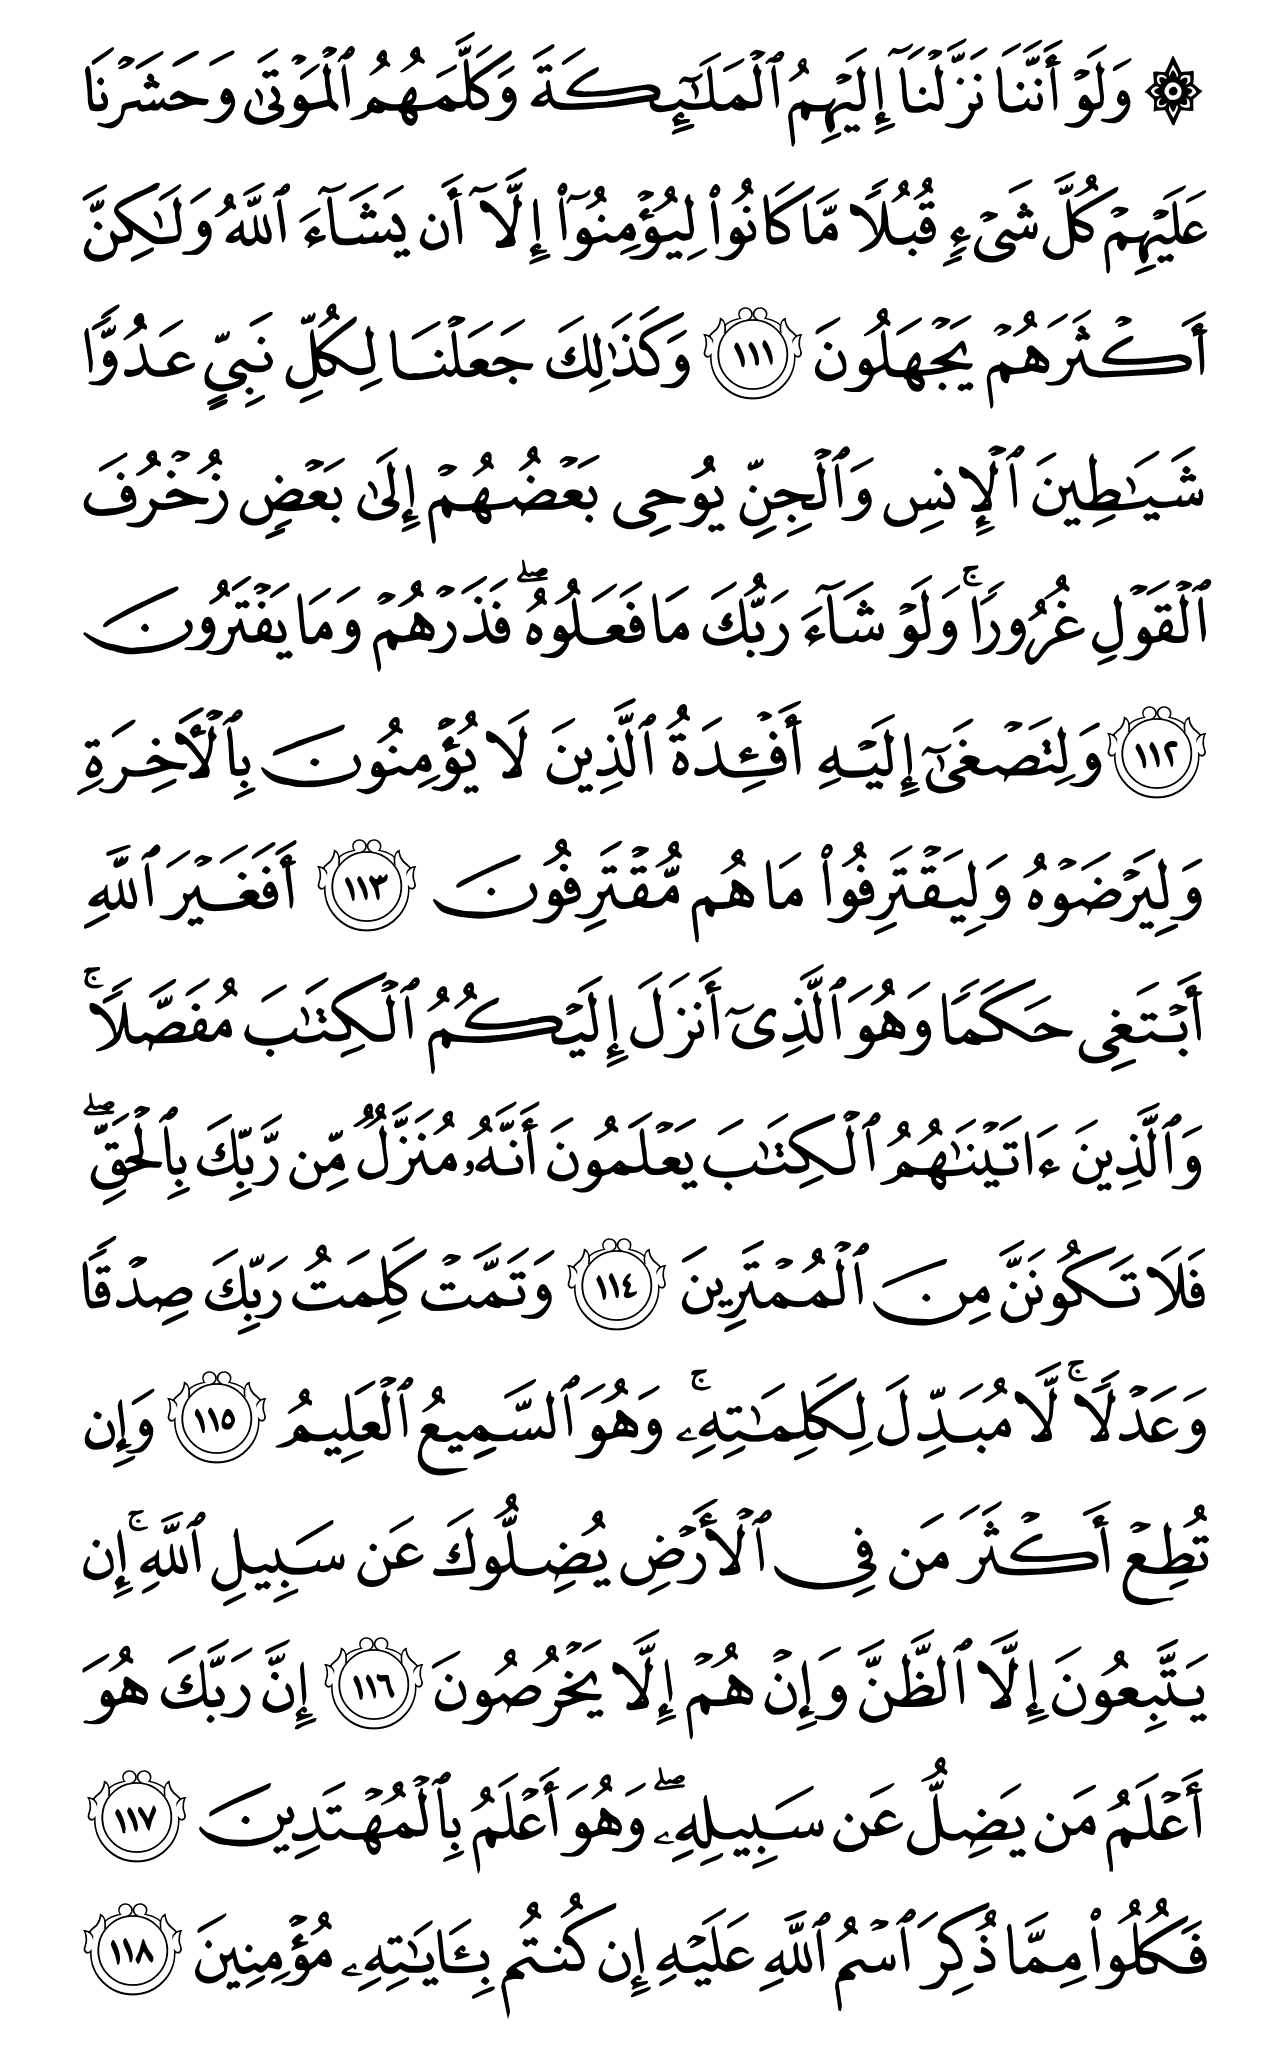 ۞ وَلَوْ أَنَّنَا نَزَّلْنَآ إِلَيْهِمُ ٱلْمَلَـٰٓئِكَةَ وَكَلَّمَهُمُ ٱلْمَوْتَىٰ وَحَشَرْنَا
عَلَيْهِمْ كُلَّ شَىْءٍ قُبُلًا مَّا كَانُوا۟ لِيُؤْمِنُوٓا۟ إِلَّآ أَن يَشَآءَ ٱللَّهُ وَلَـٰكِنَّ
أَكْثَرَهُمْ يَجْهَلُونَ ١١١ وَكَذَٰلِكَ جَعَلْنَا لِكُلِّ نَبِىٍّ عَدُوًّا
شَيَـٰطِينَ ٱلْإِنسِ وَٱلْجِنِّ يُوحِى بَعْضُهُمْ إِلَىٰ بَعْضٍ زُخْرُفَ
ٱلْقَوْلِ غُرُورًا ۚ وَلَوْ شَآءَ رَبُّكَ مَا فَعَلُوهُ ۖ فَذَرْهُمْ وَمَا يَفْتَرُونَ
١١٢ وَلِتَصْغَىٰٓ إِلَيْهِ أَفْـِٔدَةُ ٱلَّذِينَ لَا يُؤْمِنُونَ بِٱلْـَٔاخِرَةِ
وَلِيَرْضَوْهُ وَلِيَقْتَرِفُوا۟ مَا هُم مُّقْتَرِفُونَ ١١٣ أَفَغَيْرَ ٱللَّهِ
أَبْتَغِى حَكَمًا وَهُوَ ٱلَّذِىٓ أَنزَلَ إِلَيْكُمُ ٱلْكِتَـٰبَ مُفَصَّلًا ۚ
وَٱلَّذِينَ ءَاتَيْنَـٰهُمُ ٱلْكِتَـٰبَ يَعْلَمُونَ أَنَّهُۥ مُنَزَّلٌ مِّن رَّبِّكَ بِٱلْحَقِّ ۖ
فَلَا تَكُونَنَّ مِنَ ٱلْمُمْتَرِينَ ١١٤ وَتَمَّتْ كَلِمَتُ رَبِّكَ صِدْقًا
وَعَدْلًا ۚ لَّا مُبَدِّلَ لِكَلِمَـٰتِهِۦ ۚ وَهُوَ ٱلسَّمِيعُ ٱلْعَلِيمُ ١١٥ وَإِن
تُطِعْ أَكْثَرَ مَن فِى ٱلْأَرْضِ يُضِلُّوكَ عَن سَبِيلِ ٱللَّهِ ۚ إِن
يَتَّبِعُونَ إِلَّا ٱلظَّنَّ وَإِنْ هُمْ إِلَّا يَخْرُصُونَ ١١٦ إِنَّ رَبَّكَ هُوَ
أَعْلَمُ مَن يَضِلُّ عَن سَبِيلِهِۦ ۖ وَهُوَ أَعْلَمُ بِٱلْمُهْتَدِينَ ١١٧
فَكُلُوا۟ مِمَّا ذُكِرَ ٱسْمُ ٱللَّهِ عَلَيْهِ إِن كُنتُم بِـَٔايَـٰتِهِۦ مُؤْمِنِينَ ١١٨